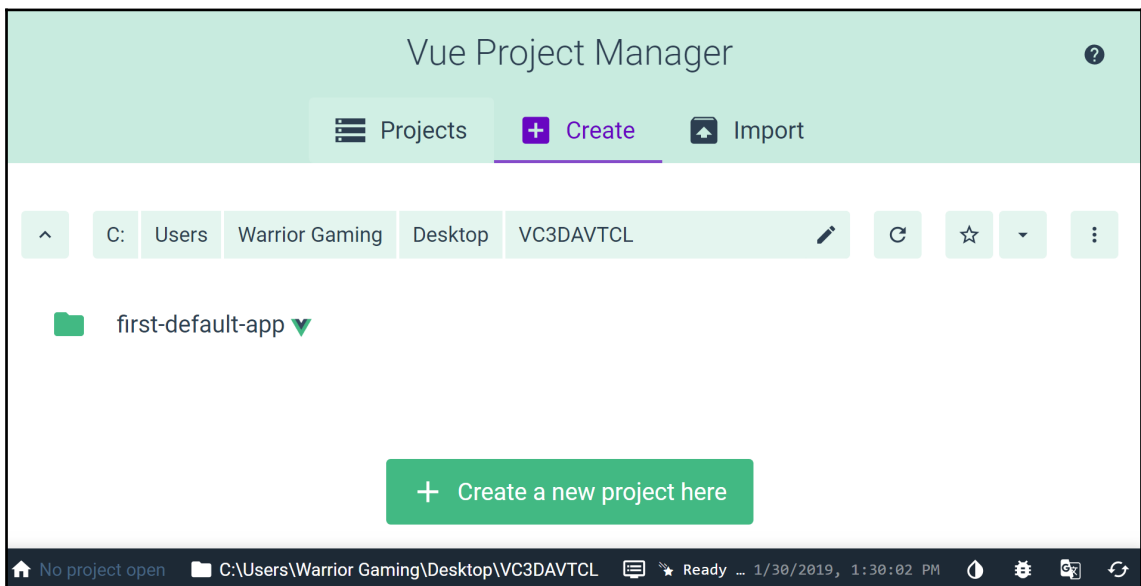 Vue Project Manager
Projects Create Import
C: Users Warrior Gaming Desktop VC3DAVTCL
first-default-app
+ Create a new project here
No project open C:\Users\Warrior Gaming\Desktop\VC3DAVTCL Ready … 1/30/2019, 1:30:02 PM